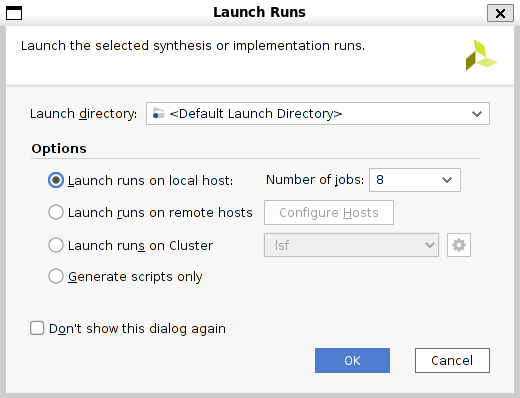 Launch Runs
Launch the selected synthesis or implementation runs.
Launch directory: <Default Launch Directory>
Options
Launch runs on local host: Number of jobs: 8
Launch runs on remote hosts Configure Hosts
Launch runs on Cluster lsf
Generate scripts only
Don't show this dialog again
OK Cancel